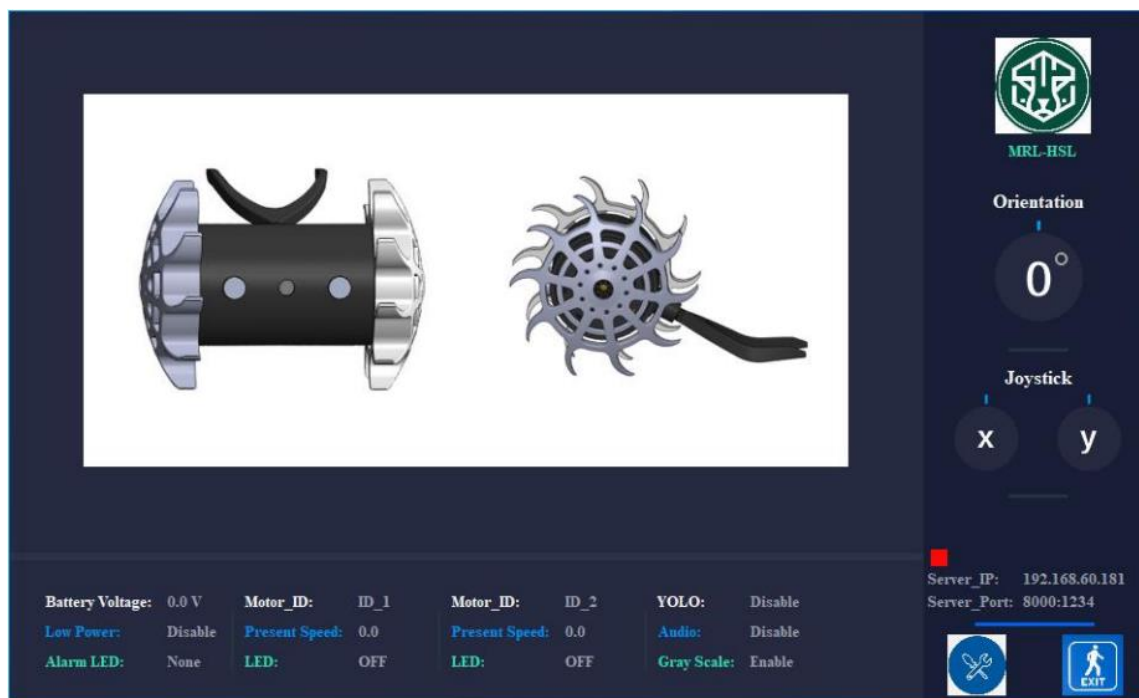 MRL-HSL
Orientation
0°
Joystick
x y
Server_IP: 192.168.60.181
Server_Port: 8000:1234
EXIT
Battery Voltage: 0.0 V Motor_ID: ID_1 Motor_ID: ID_2 YOLO: Disable
Low Power: Disable Present Speed: 0.0 Present Speed: 0.0 Audio: Disable
Alarm LED: None LED: OFF LED: OFF Gray Scale: Enable